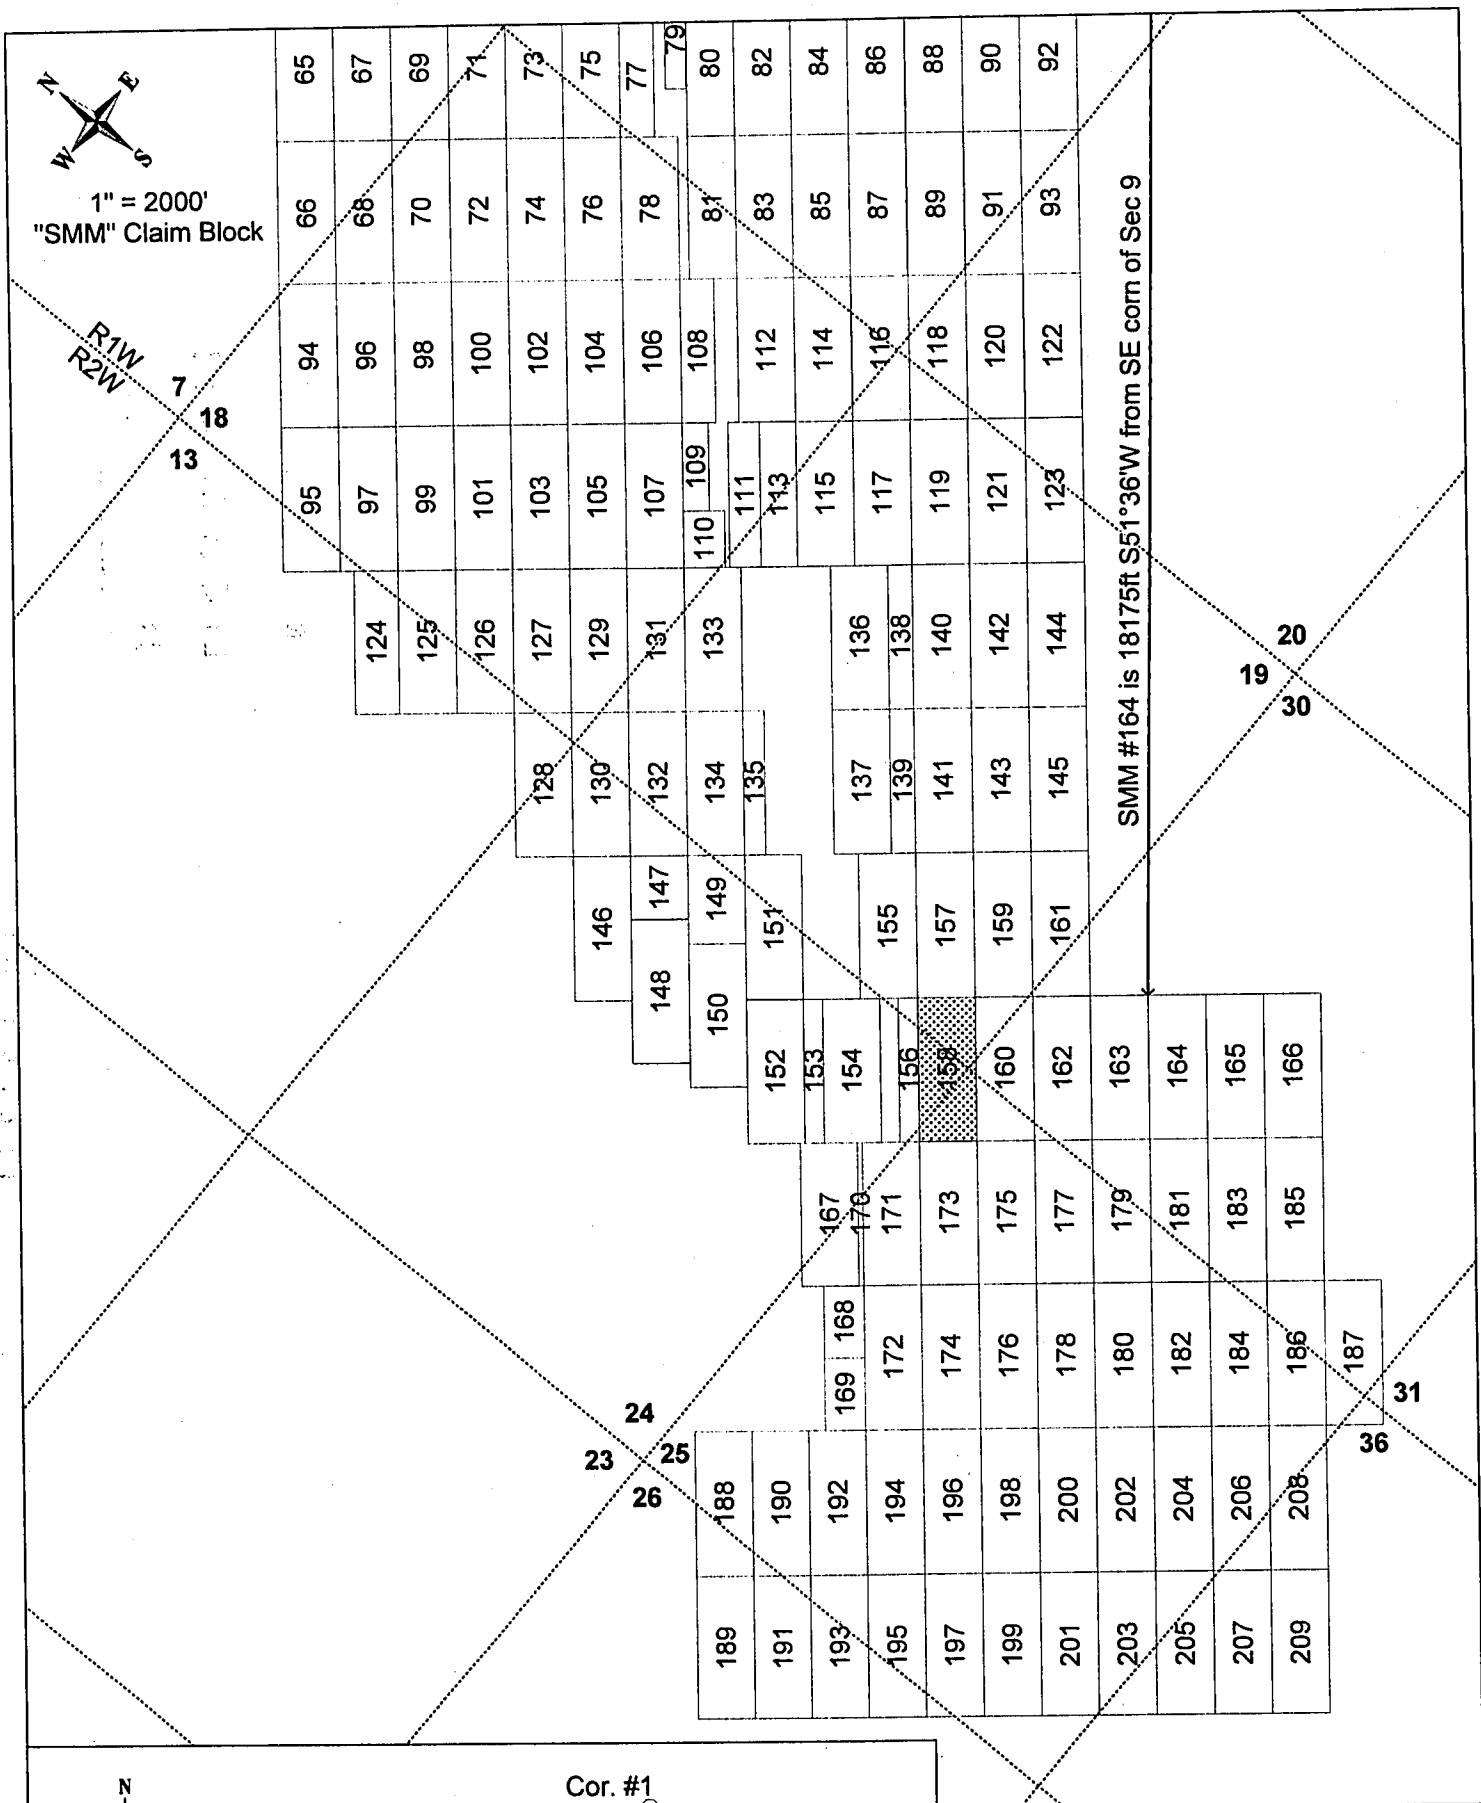 N
E
W
S
1" = 2000'
"SMM" Claim Block
65 67 69 71 73 75 77 79 80 82 84 86 88 90 92
66 68 70 72 74 76 78 81 83 85 87 89 91 93
R1W
R2W
7
18
13
94 96 98 100 102 104 106 108 112 114 116 118 120 122
95 97 99 101 103 105 107 109 110 111 113 115 117 119 121 123
SMM #164 is 18175ft S51°36'W from SE corn of Sec 9
124 125 126 127 129 131 133 136 138 140 142 144
20
19
30
128 130 132 134 135 137 139 141 143 145
146 147 149 151 155 157 159 161
148 150
152 153 154 156 158 160 162 163 164 165 166
167 170 171 173 175 177 179 181 183 185
168 169 172 174 176 178 180 182 184 186 187
31
36
24
23
25
26
188 190 192 194 196 198 200 202 204 206 208
189 191 193 195 197 199 201 203 205 207 209
N
Cor. #1